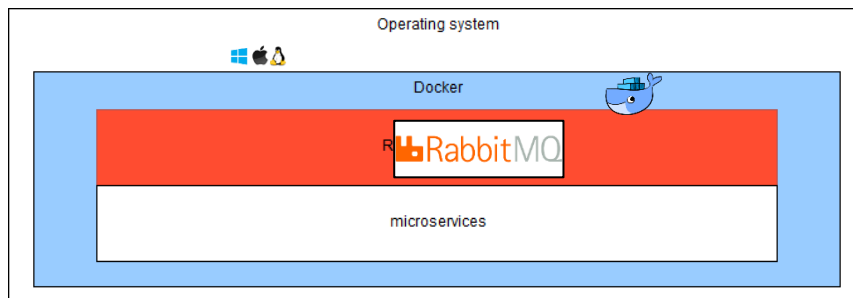 Operating system
Docker
R RabbitMQ
microservices